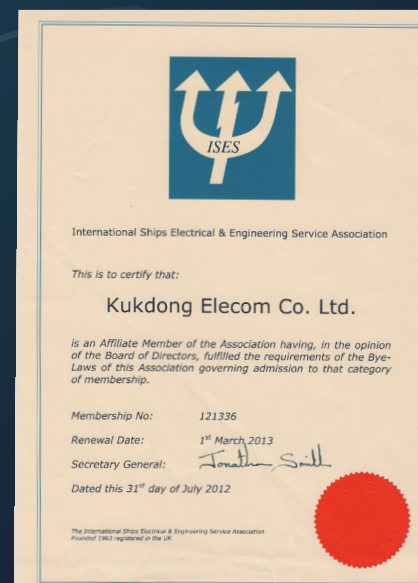 ISES
International Ships Electrical & Engineering Service Association
This is to certify that:
Kukdong Elecom Co. Ltd.
is an Affiliate Member of the Association having, in the opinion
of the Board of Directors, fulfilled the requirements of the Bye-
Laws of this Association governing admission to that category
of membership.
Membership No: 121336
Renewal Date: 1st March 2013
Secretary General: Jonathan Smith
Dated this 31st day of July 2012
The International Ships Electrical & Engineering Service Association
Founded 1963 registered in the UK